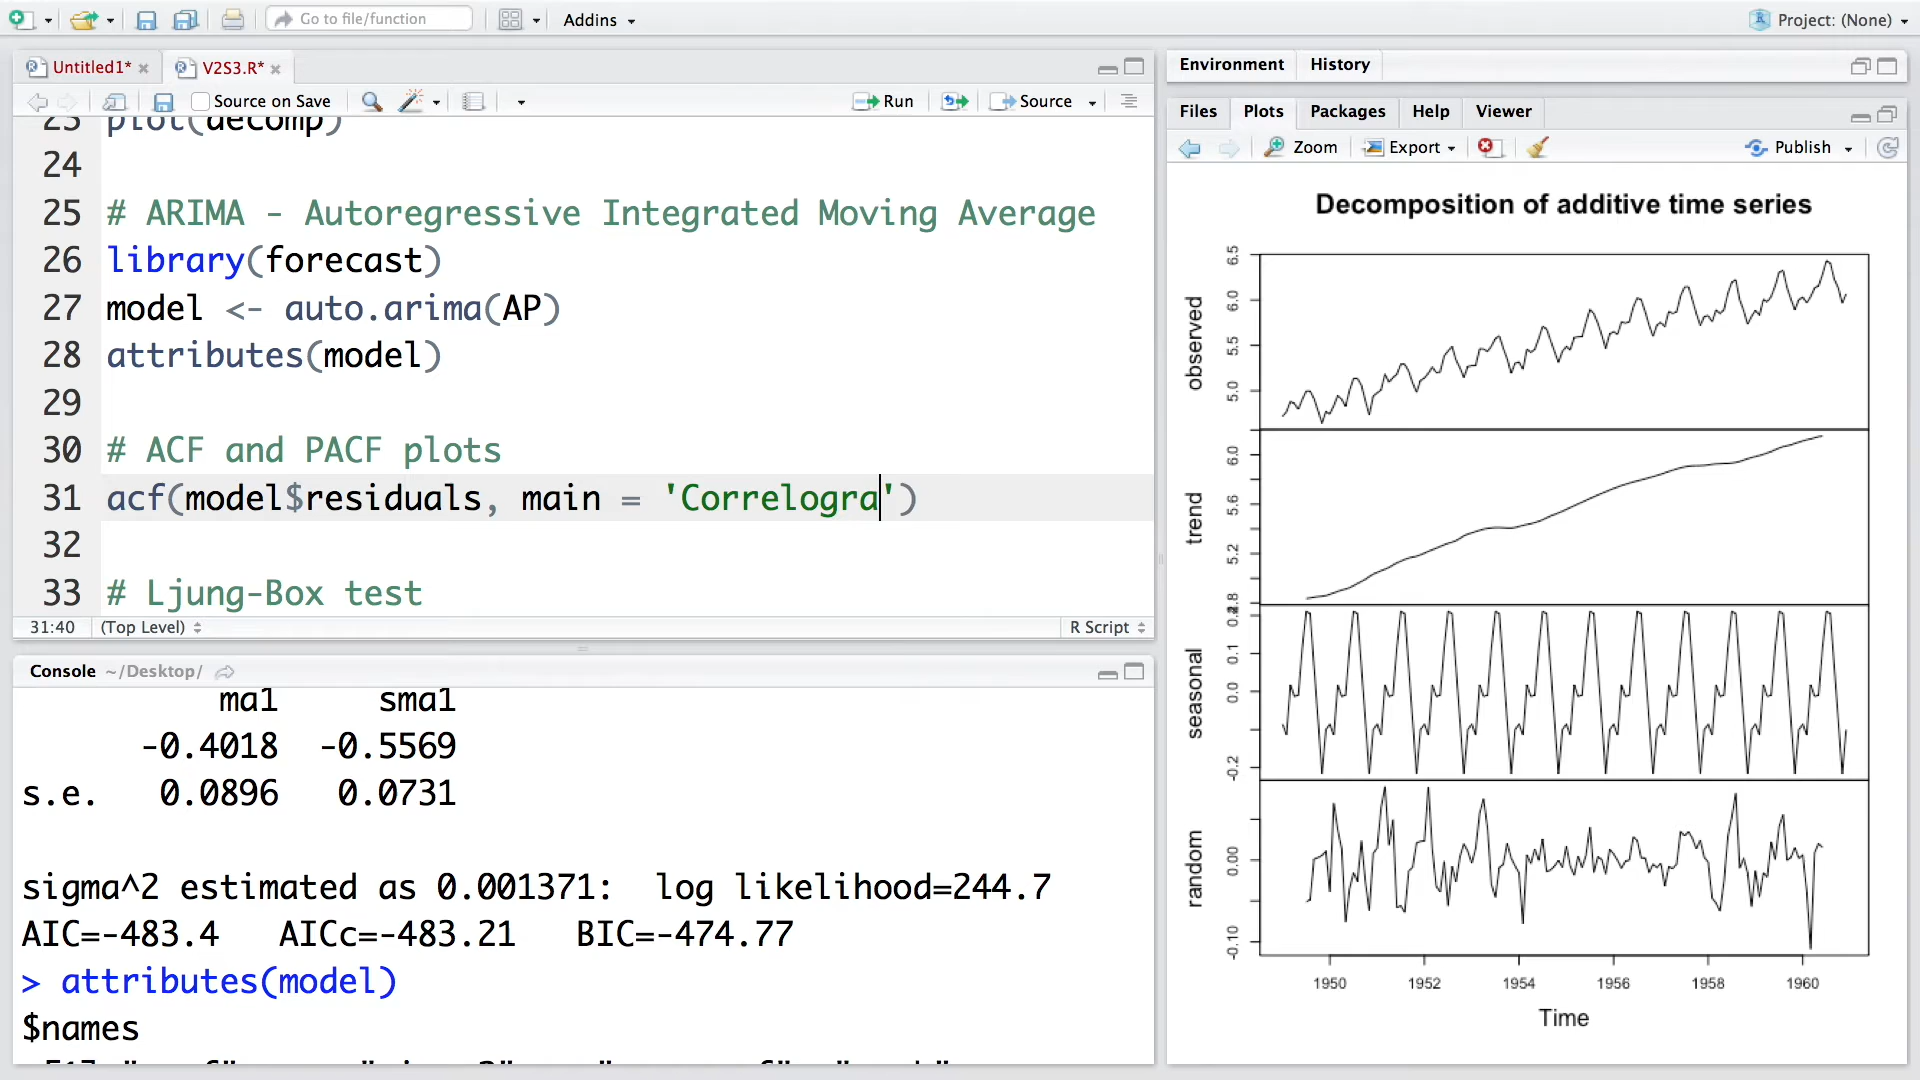 Go to file/function
Addins
Project: (None)
Untitled1*
V2S3.R*
Source on Save
Run
Source
23 plot(decomp)
24
25 # ARIMA - Autoregressive Integrated Moving Average
26 library(forecast)
27 model <- auto.arima(AP)
28 attributes(model)
29
30 # ACF and PACF plots
31 acf(model$residuals, main = 'Correlogra')
32
33 # Ljung-Box test
31:40 (Top Level) R Script
Console ~/Desktop/
ma1 sma1
-0.4018 -0.5569
s.e. 0.0896 0.0731
sigma^2 estimated as 0.001371: log likelihood=244.7
AIC=-483.4 AICc=-483.21 BIC=-474.77
> attributes(model)
$names
Environment History
Files Plots Packages Help Viewer
Zoom Export Publish
Decomposition of additive time series
observed
6.5
6.0
5.5
5.0
trend
6.0
5.6
5.2
seasonal
0.1
0.0
-0.2
random
0.00
-0.10
1950 1952 1954 1956 1958 1960
Time